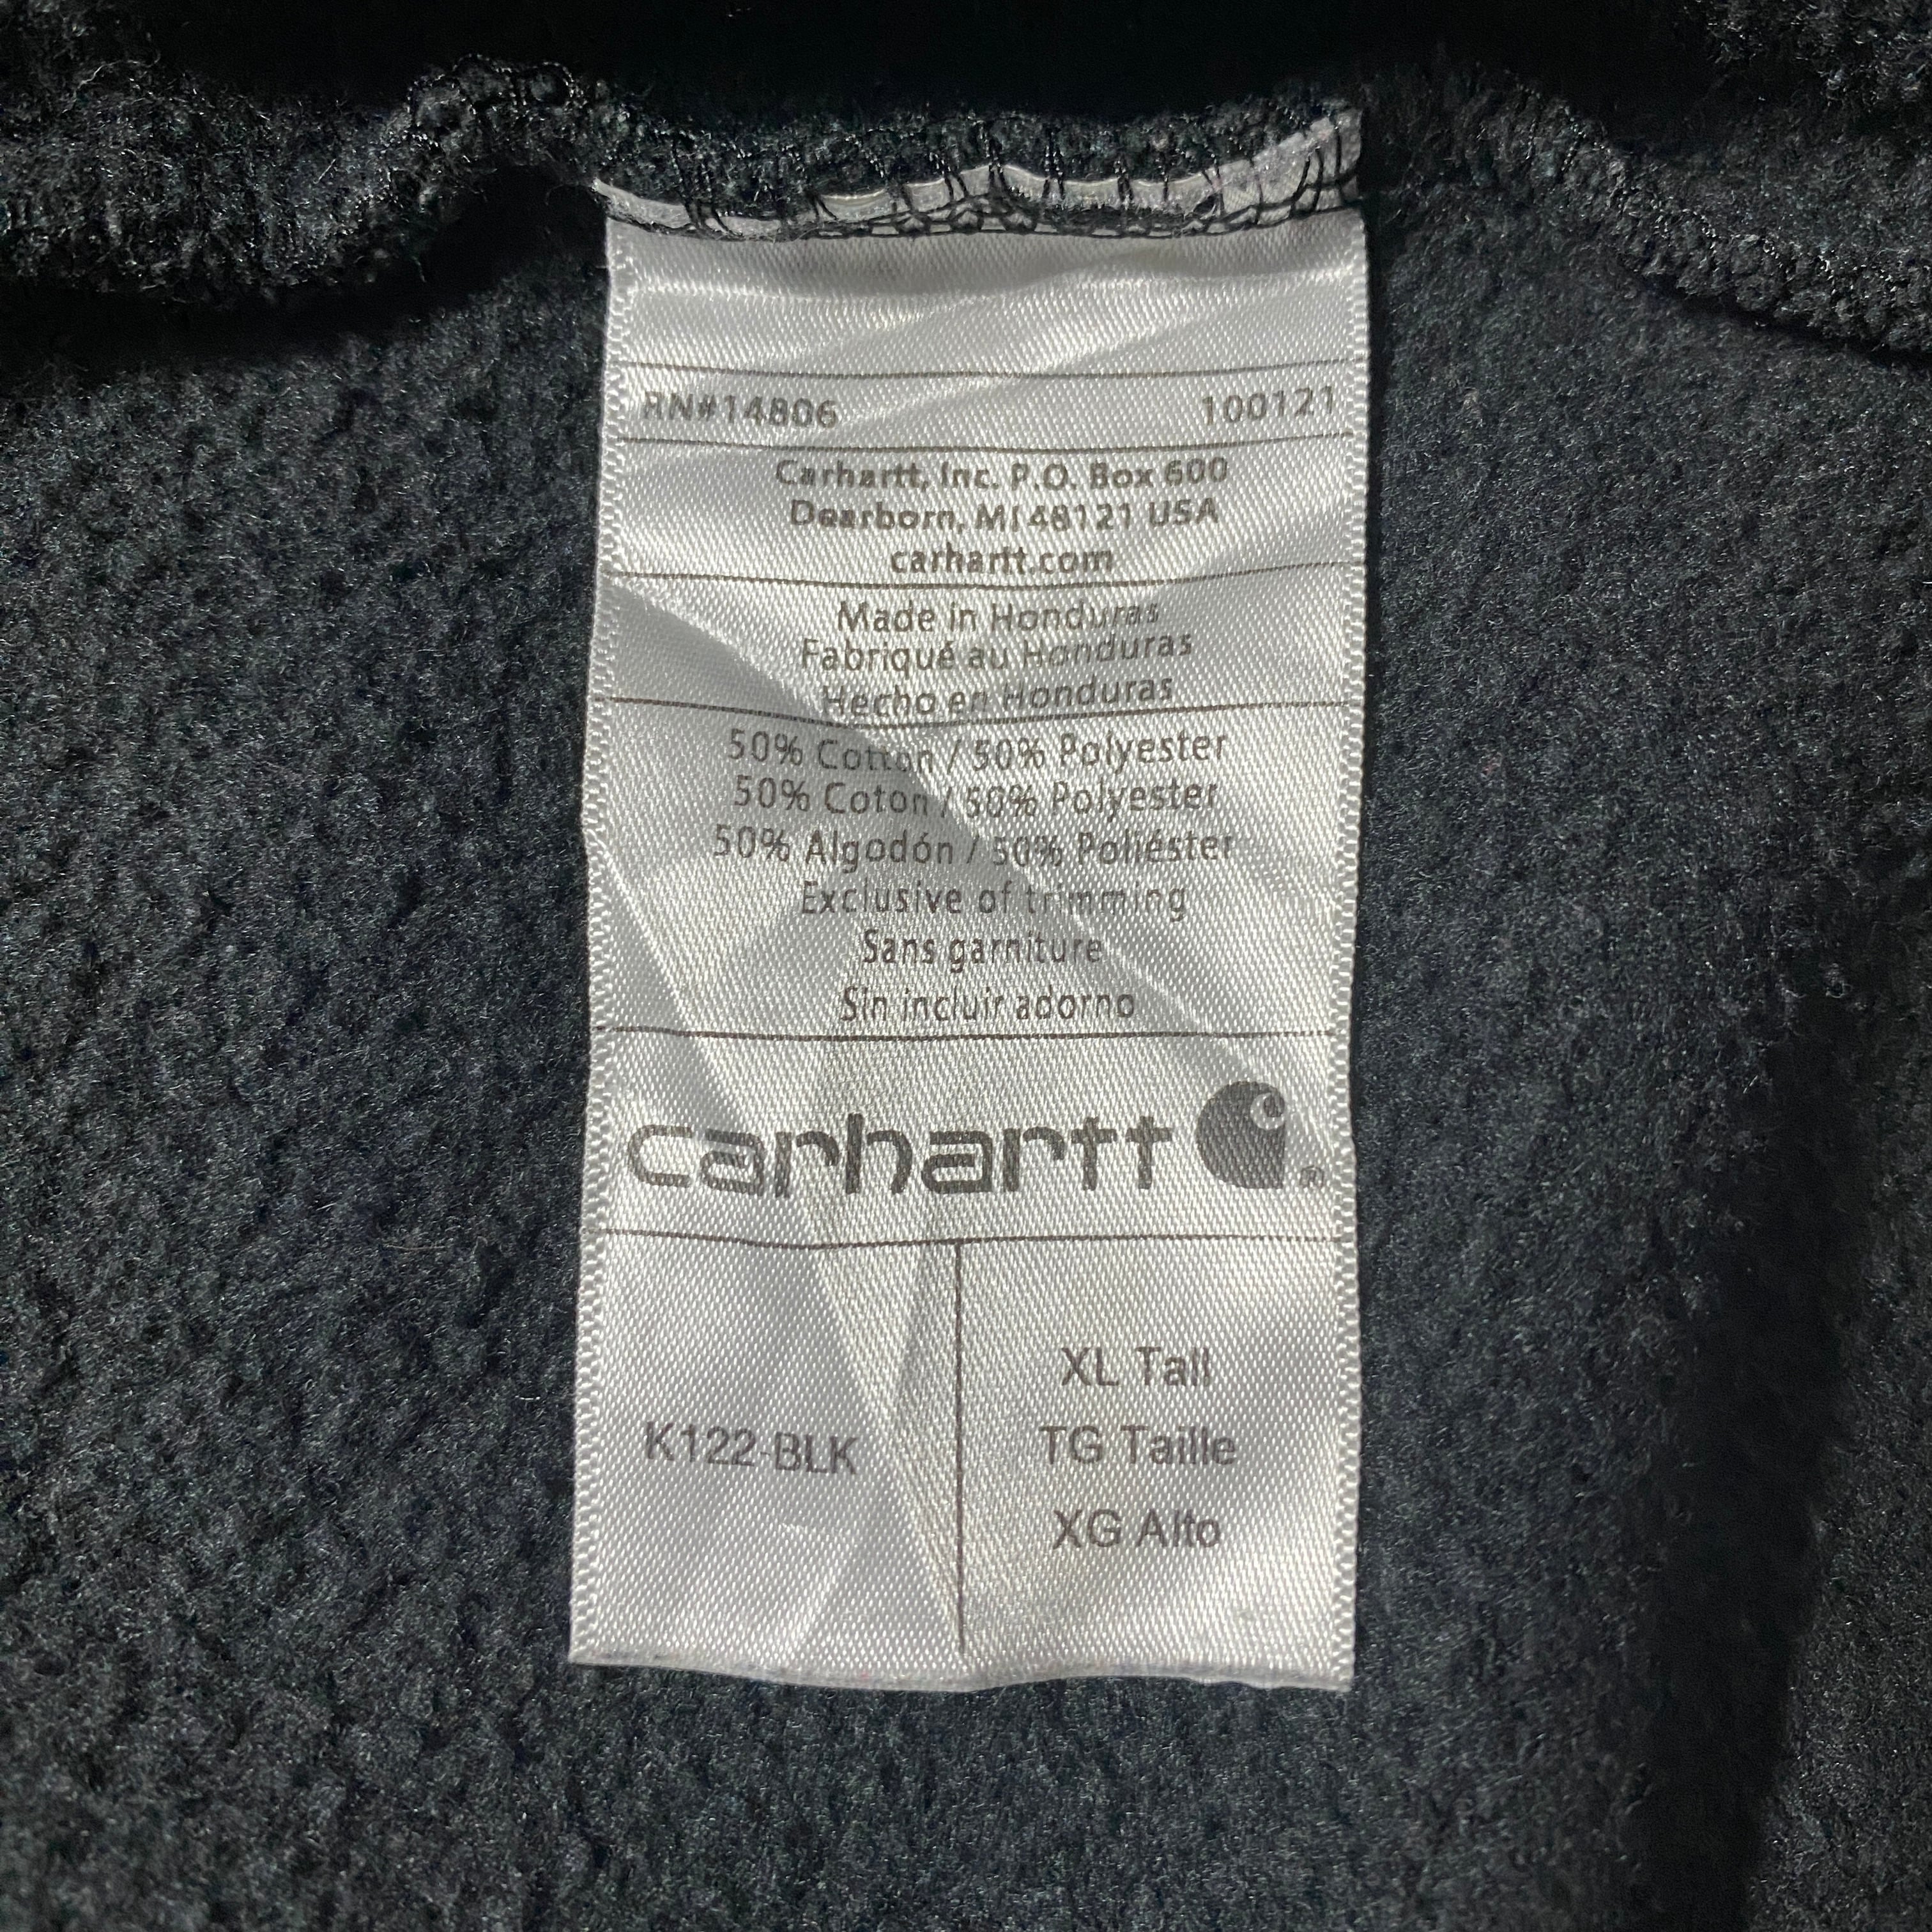 RN#14806 100121
Carhartt, Inc. P.O. Box 600
Dearborn, MI 48121 USA
carhartt.com
Made in Honduras
Fabriqué au Honduras
Hecho en Honduras
50% Cotton / 50% Polyester
50% Coton / 50% Polyester
50% Algodón / 50% Poliéster
Exclusive of trimming
Sans garniture
Sin incluir adorno
carhartt ®
XL Tall
K122-BLK TG Taille
XG Alto